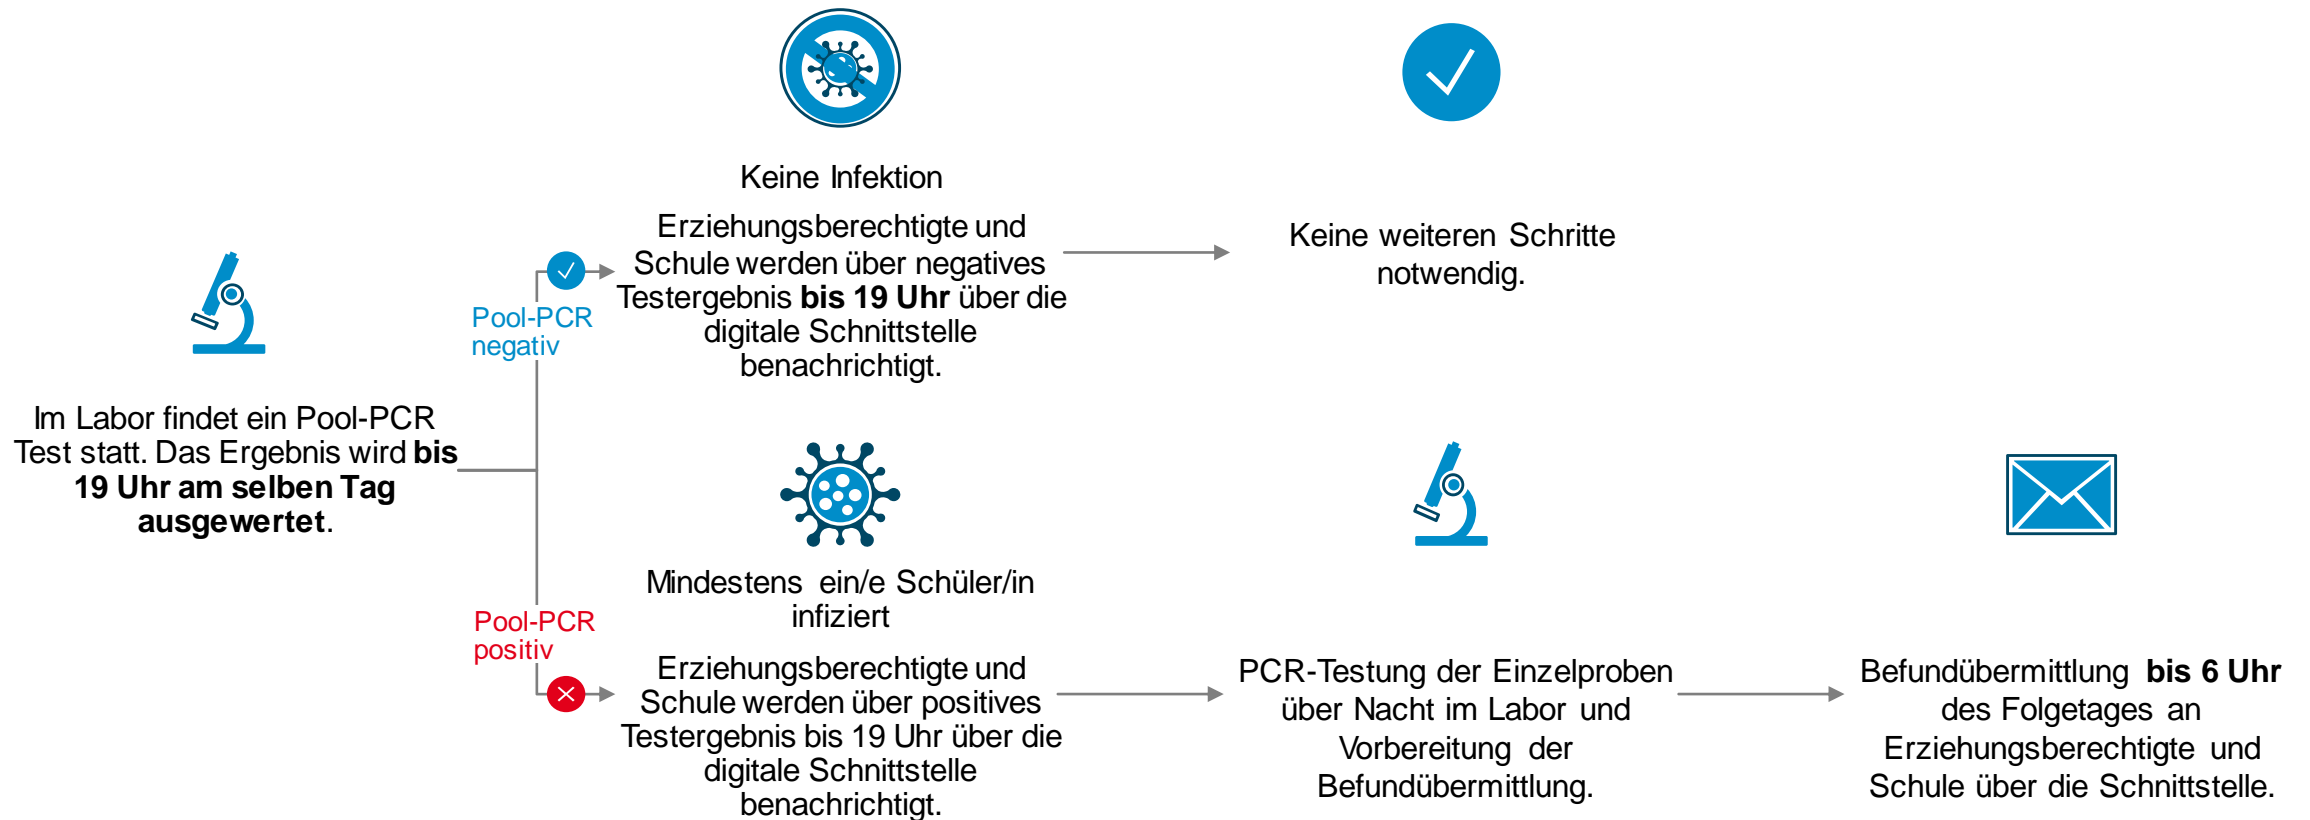 Im Labor findet ein Pool-PCR
Test statt. Das Ergebnis wird bis
19 Uhr am selben Tag
ausgewertet.
Pool-PCR
negativ
Keine Infektion
Erziehungsberechtigte und
Schule werden über negatives
Testergebnis bis 19 Uhr über die
digitale Schnittstelle
benachrichtigt.
Keine weiteren Schritte
notwendig.
Pool-PCR
positiv
Mindestens ein/e Schüler/in
infiziert
Erziehungsberechtigte und
Schule werden über positives
Testergebnis bis 19 Uhr über die
digitale Schnittstelle
benachrichtigt.
PCR-Testung der Einzelproben
über Nacht im Labor und
Vorbereitung der
Befundübermittlung.
Befundübermittlung bis 6 Uhr
des Folgetages an
Erziehungsberechtigte und
Schule über die Schnittstelle.